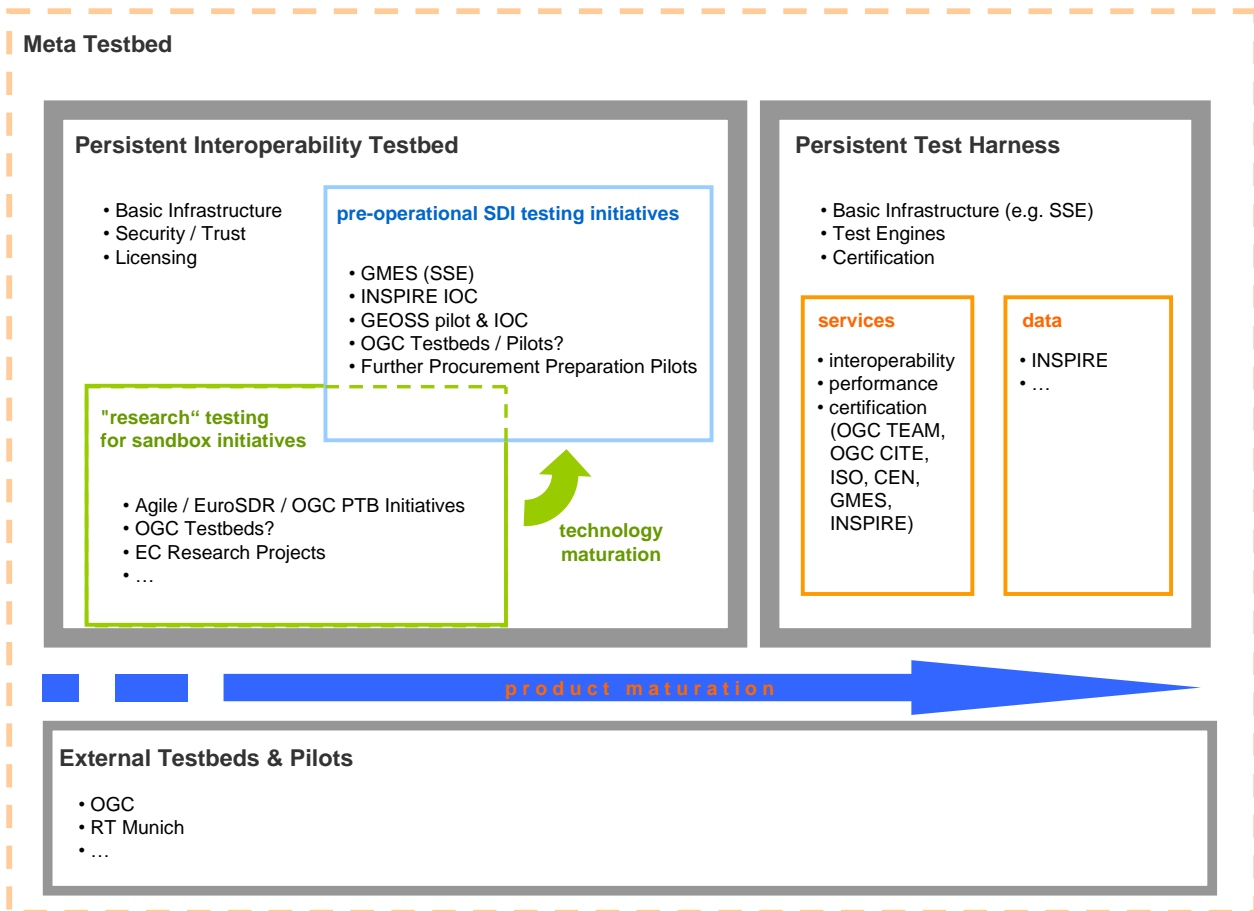 Meta Testbed
Persistent Interoperability Testbed
• Basic Infrastructure
• Security / Trust
• Licensing
pre-operational SDI testing initiatives
• GMES (SSE)
• INSPIRE IOC
• GEOSS pilot & IOC
• OGC Testbeds / Pilots?
• Further Procurement Preparation Pilots
"research“ testing
for sandbox initiatives
• Agile / EuroSDR / OGC PTB Initiatives
• OGC Testbeds?
• EC Research Projects
• …
technology
maturation
Persistent Test Harness
• Basic Infrastructure (e.g. SSE)
• Test Engines
• Certification
services
• interoperability
• performance
• certification
(OGC TEAM,
OGC CITE,
ISO, CEN,
GMES,
INSPIRE)
data
• INSPIRE
• …
product maturation
External Testbeds & Pilots
• OGC
• RT Munich
• …